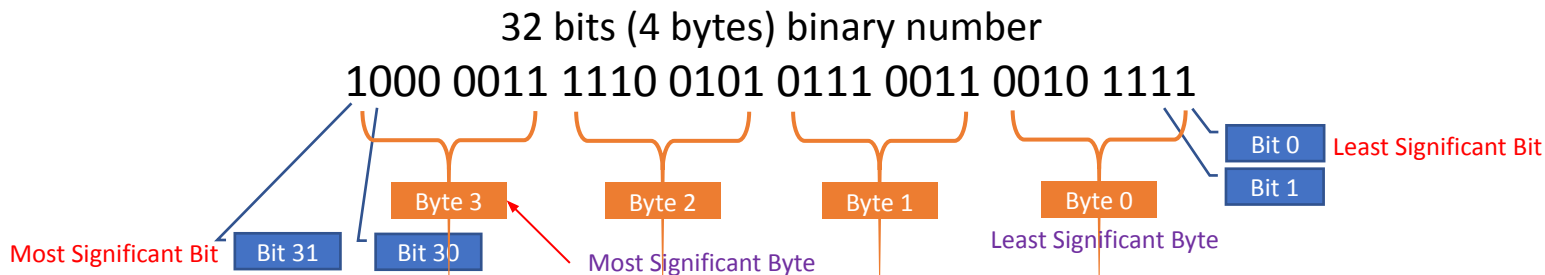 32 bits (4 bytes) binary number
1000 0011 1110 0101 0111 0011 0010 1111
Bit 0 Least Significant Bit
Byte 3 Byte 2 Byte 1 Byte 0 Bit 1
Most Significant Bit Bit 31 Bit 30 Most Significant Byte Least Significant Byte